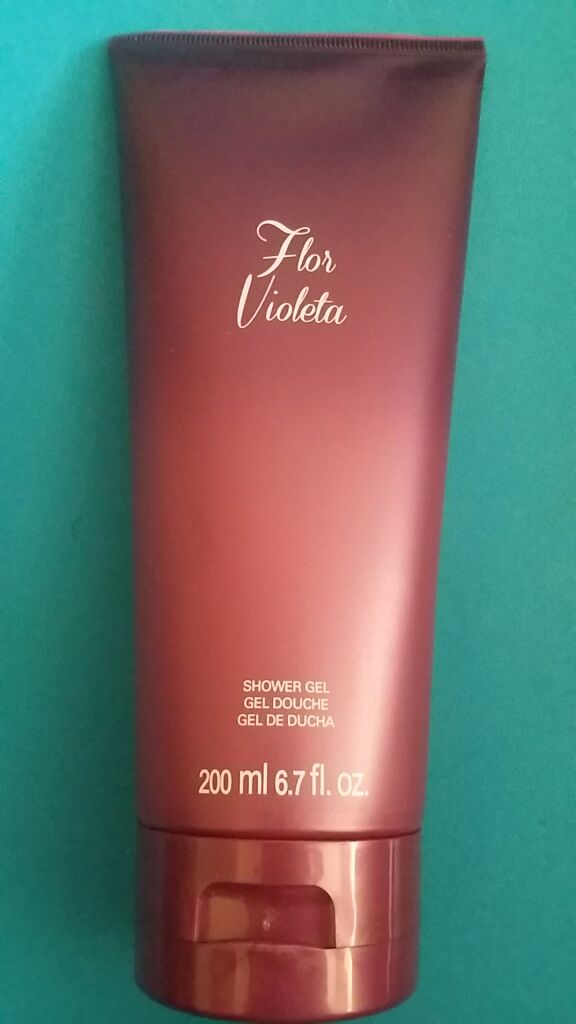 Flor
Violeta
SHOWER GEL
GEL DOUCHE
GEL DE DUCHA
200 ml 6.7 fl. oz.